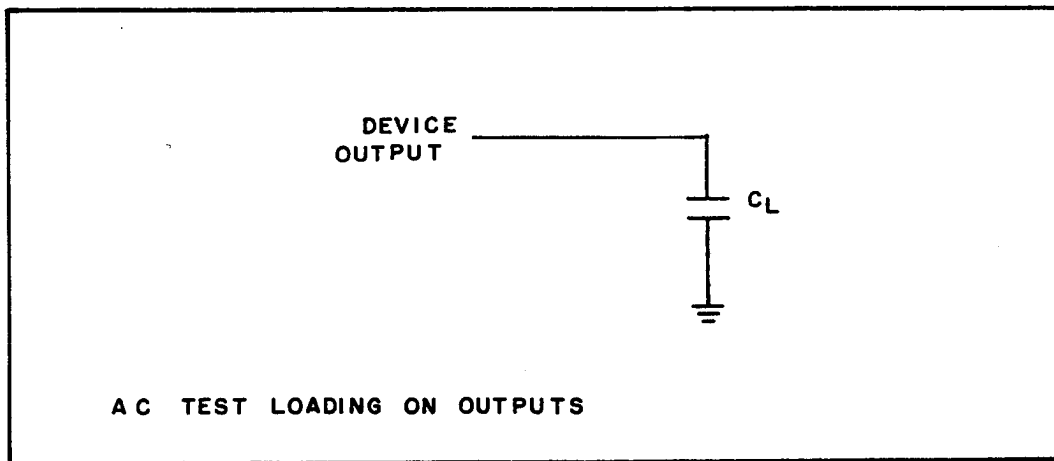 DEVICE
OUTPUT
CL
AC TEST LOADING ON OUTPUTS